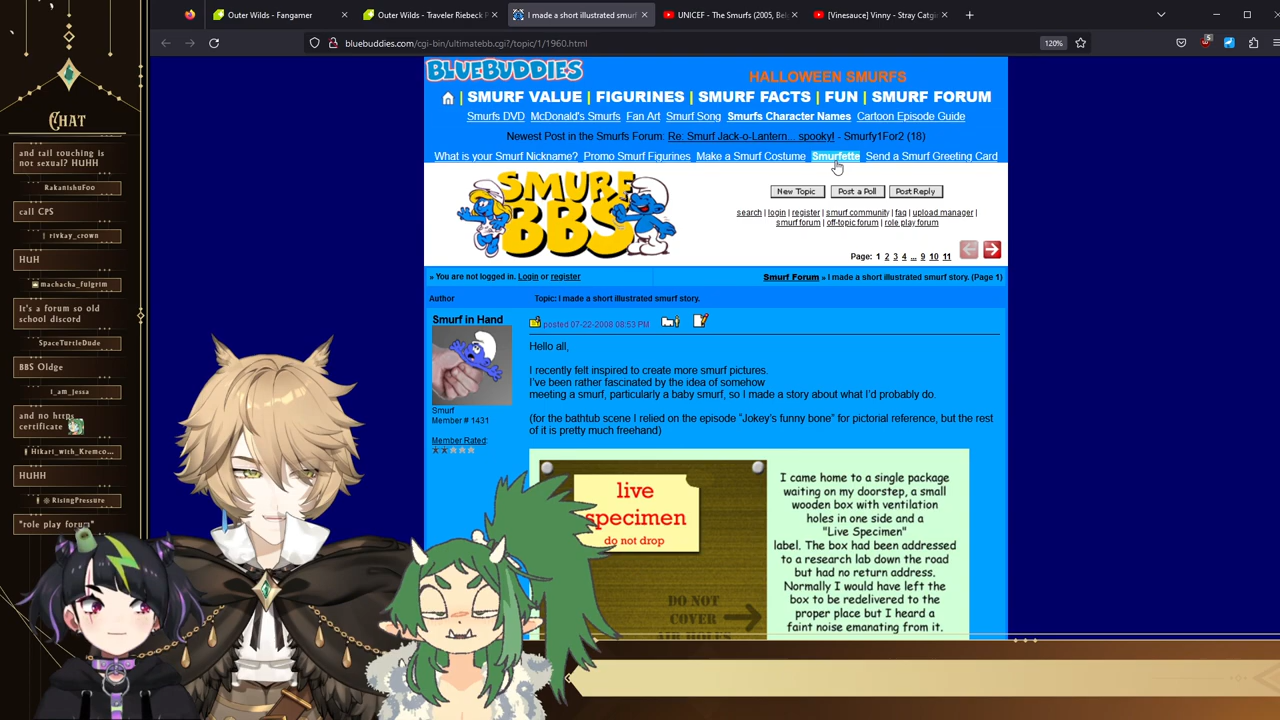 Outer Wilds - Fangamer
Outer Wilds - Traveler Riebeck P
I made a short illustrated smurf
UNICEF - The Smurfs (2005, Bel
[Vinesauce] Vinny - Stray Catgi
bluebuddies.com/cgi-bin/ultimatebb.cgi?/topic/1/1960.html
120%
5
Chat
and tail touching is
not sexual? HUHH
RakanishuFoo
call CPS
rivkay_crown
HUH
machacha_fulgrim
It's a forum so old
school discord
SpaceTurtleDude
BBS Oldge
i_am_jessa
and no https
certificate
Hikari_with_Kremco...
HUHH
RisingPressure
"role play forum"
BLUEBUDDIES
HALLOWEEN SMURFS
| SMURF VALUE | FIGURINES | SMURF FACTS | FUN | SMURF FORUM
Smurfs DVD McDonald's Smurfs Fan Art Smurf Song Smurfs Character Names Cartoon Episode Guide
Newest Post in the Smurfs Forum: Re: Smurf Jack-o-Lantern... spooky! - Smurfy1For2 (18)
What is your Smurf Nickname? Promo Smurf Figurines Make a Smurf Costume Smurfette Send a Smurf Greeting Card
SMURF
BBS
New Topic Post a Poll Post Reply
search | login | register | smurf community | faq | upload manager |
smurf forum | off-topic forum | role play forum
Page: 1 2 3 4 ... 9 10 11
» You are not logged in. Login or register
Smurf Forum » I made a short illustrated smurf story. (Page 1)
Author
Topic: I made a short illustrated smurf story.
Smurf in Hand
Smurf
Member # 1431
Member Rated:
posted 07-22-2008 08:53 PM
Hello all,
I recently felt inspired to create more smurf pictures.
I've been rather fascinated by the idea of somehow
meeting a smurf, particularly a baby smurf, so I made a story about what I'd probably do.
(for the bathtub scene I relied on the episode "Jokey's funny bone" for pictorial reference, but the rest
of it is pretty much freehand)
live
specimen
do not drop
DO NOT
COVER
AIR HOLES
I came home to a single package
waiting on my doorstep, a small
wooden box with ventilation
holes in one side and a
"Live Specimen"
label. The box had been addressed
to a research lab down the road
but had no return address.
Normally I would have left the
box to be redelivered to the
proper place but I heard a
faint noise emanating from it.